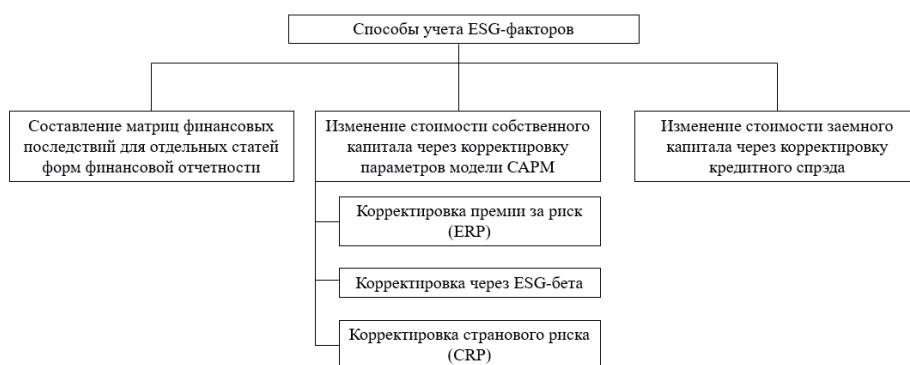 Способы учета ESG-факторов
Составление матриц финансовых
последствий для отдельных статей
форм финансовой отчетности
Изменение стоимости собственного
капитала через корректировку
параметров модели CAPM
Изменение стоимости заемного
капитала через корректировку
кредитного спрэда
Корректировка премии за риск
(ERP)
Корректировка через ESG-бета
Корректировка странового риска
(CRP)